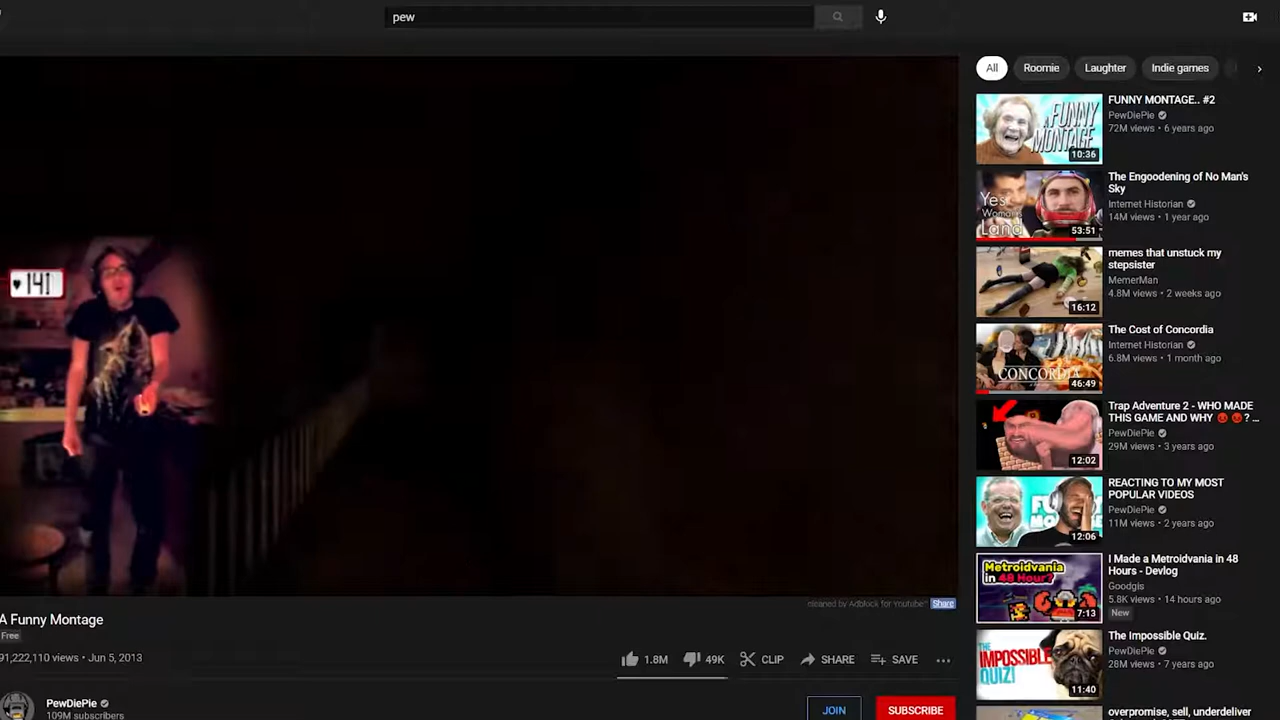 pew
♥ 141
A Funny Montage
Free
91,222,110 views • Jun 5, 2013
cleaned by Adblock for Youtube™ Share
1.8M 49K CLIP SHARE SAVE ...
PewDiePie
109M subscribers
JOIN SUBSCRIBE
All Roomie Laughter Indie games
A FUNNY MONTAGE
10:36
FUNNY MONTAGE.. #2
PewDiePie
72M views • 6 years ago
Yes
Woman's
Land
53:51
The Engoodening of No Man's
Sky
Internet Historian
14M views • 1 year ago
16:12
memes that unstuck my
stepsister
MemerMan
4.8M views • 2 weeks ago
CONCORDIA
46:49
The Cost of Concordia
Internet Historian
6.8M views • 1 month ago
12:02
Trap Adventure 2 - WHO MADE
THIS GAME AND WHY 😡 😡? ...
PewDiePie
29M views • 3 years ago
12:06
REACTING TO MY MOST
POPULAR VIDEOS
PewDiePie
11M views • 2 years ago
Metroidvania
in 48 Hour?
7:13
I Made a Metroidvania in 48
Hours - Devlog
Goodgis
5.8K views • 14 hours ago
New
THE
IMPOSSIBLE
QUIZ!
11:40
The Impossible Quiz.
PewDiePie
28M views • 7 years ago
overpromise, sell, underdeliver